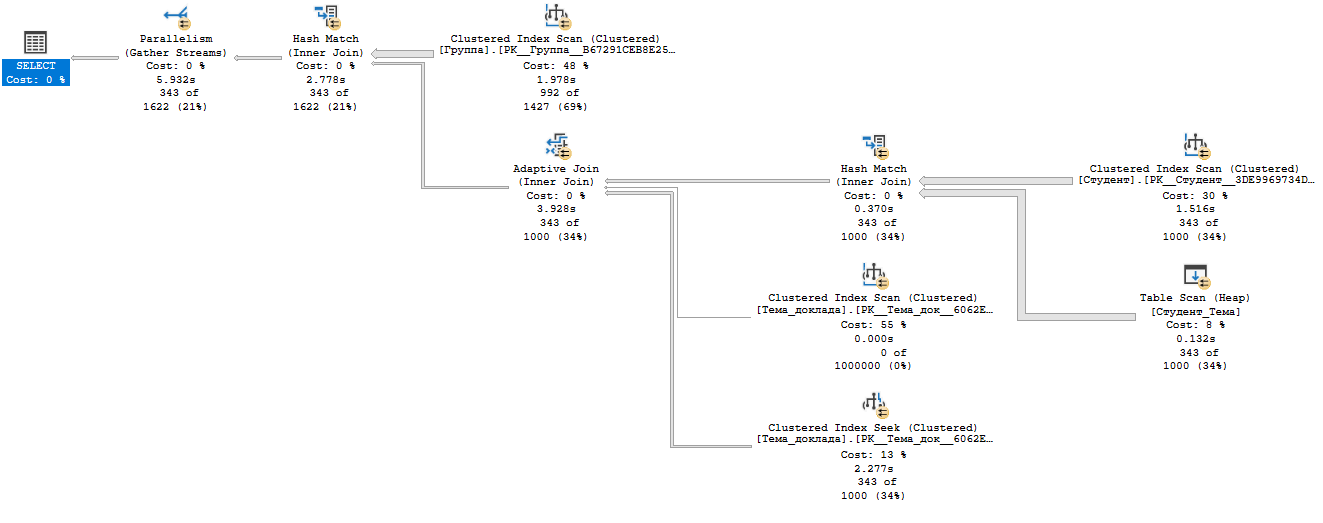 SELECT
Cost: 0 %
Parallelism
(Gather Streams)
Cost: 0 %
5.932s
343 of
1622 (21%)
Hash Match
(Inner Join)
Cost: 0 %
2.778s
343 of
1622 (21%)
Clustered Index Scan (Clustered)
[Группа].[PK__Группа__B67291CEB8E25…
Cost: 48 %
1.978s
992 of
1427 (69%)
Adaptive Join
(Inner Join)
Cost: 0 %
3.928s
343 of
1000 (34%)
Hash Match
(Inner Join)
Cost: 0 %
0.370s
343 of
1000 (34%)
Clustered Index Scan (Clustered)
[Студент].[PK__Студент__3DE9969734D…
Cost: 30 %
1.516s
343 of
1000 (34%)
Clustered Index Scan (Clustered)
[Тема_доклада].[PK__Тема_док__6062E…
Cost: 55 %
0.000s
0 of
1000000 (0%)
Table Scan (Heap)
[Студент_Тема]
Cost: 8 %
0.132s
343 of
1000 (34%)
Clustered Index Seek (Clustered)
[Тема_доклада].[PK__Тема_док__6062E…
Cost: 13 %
2.277s
343 of
1000 (34%)